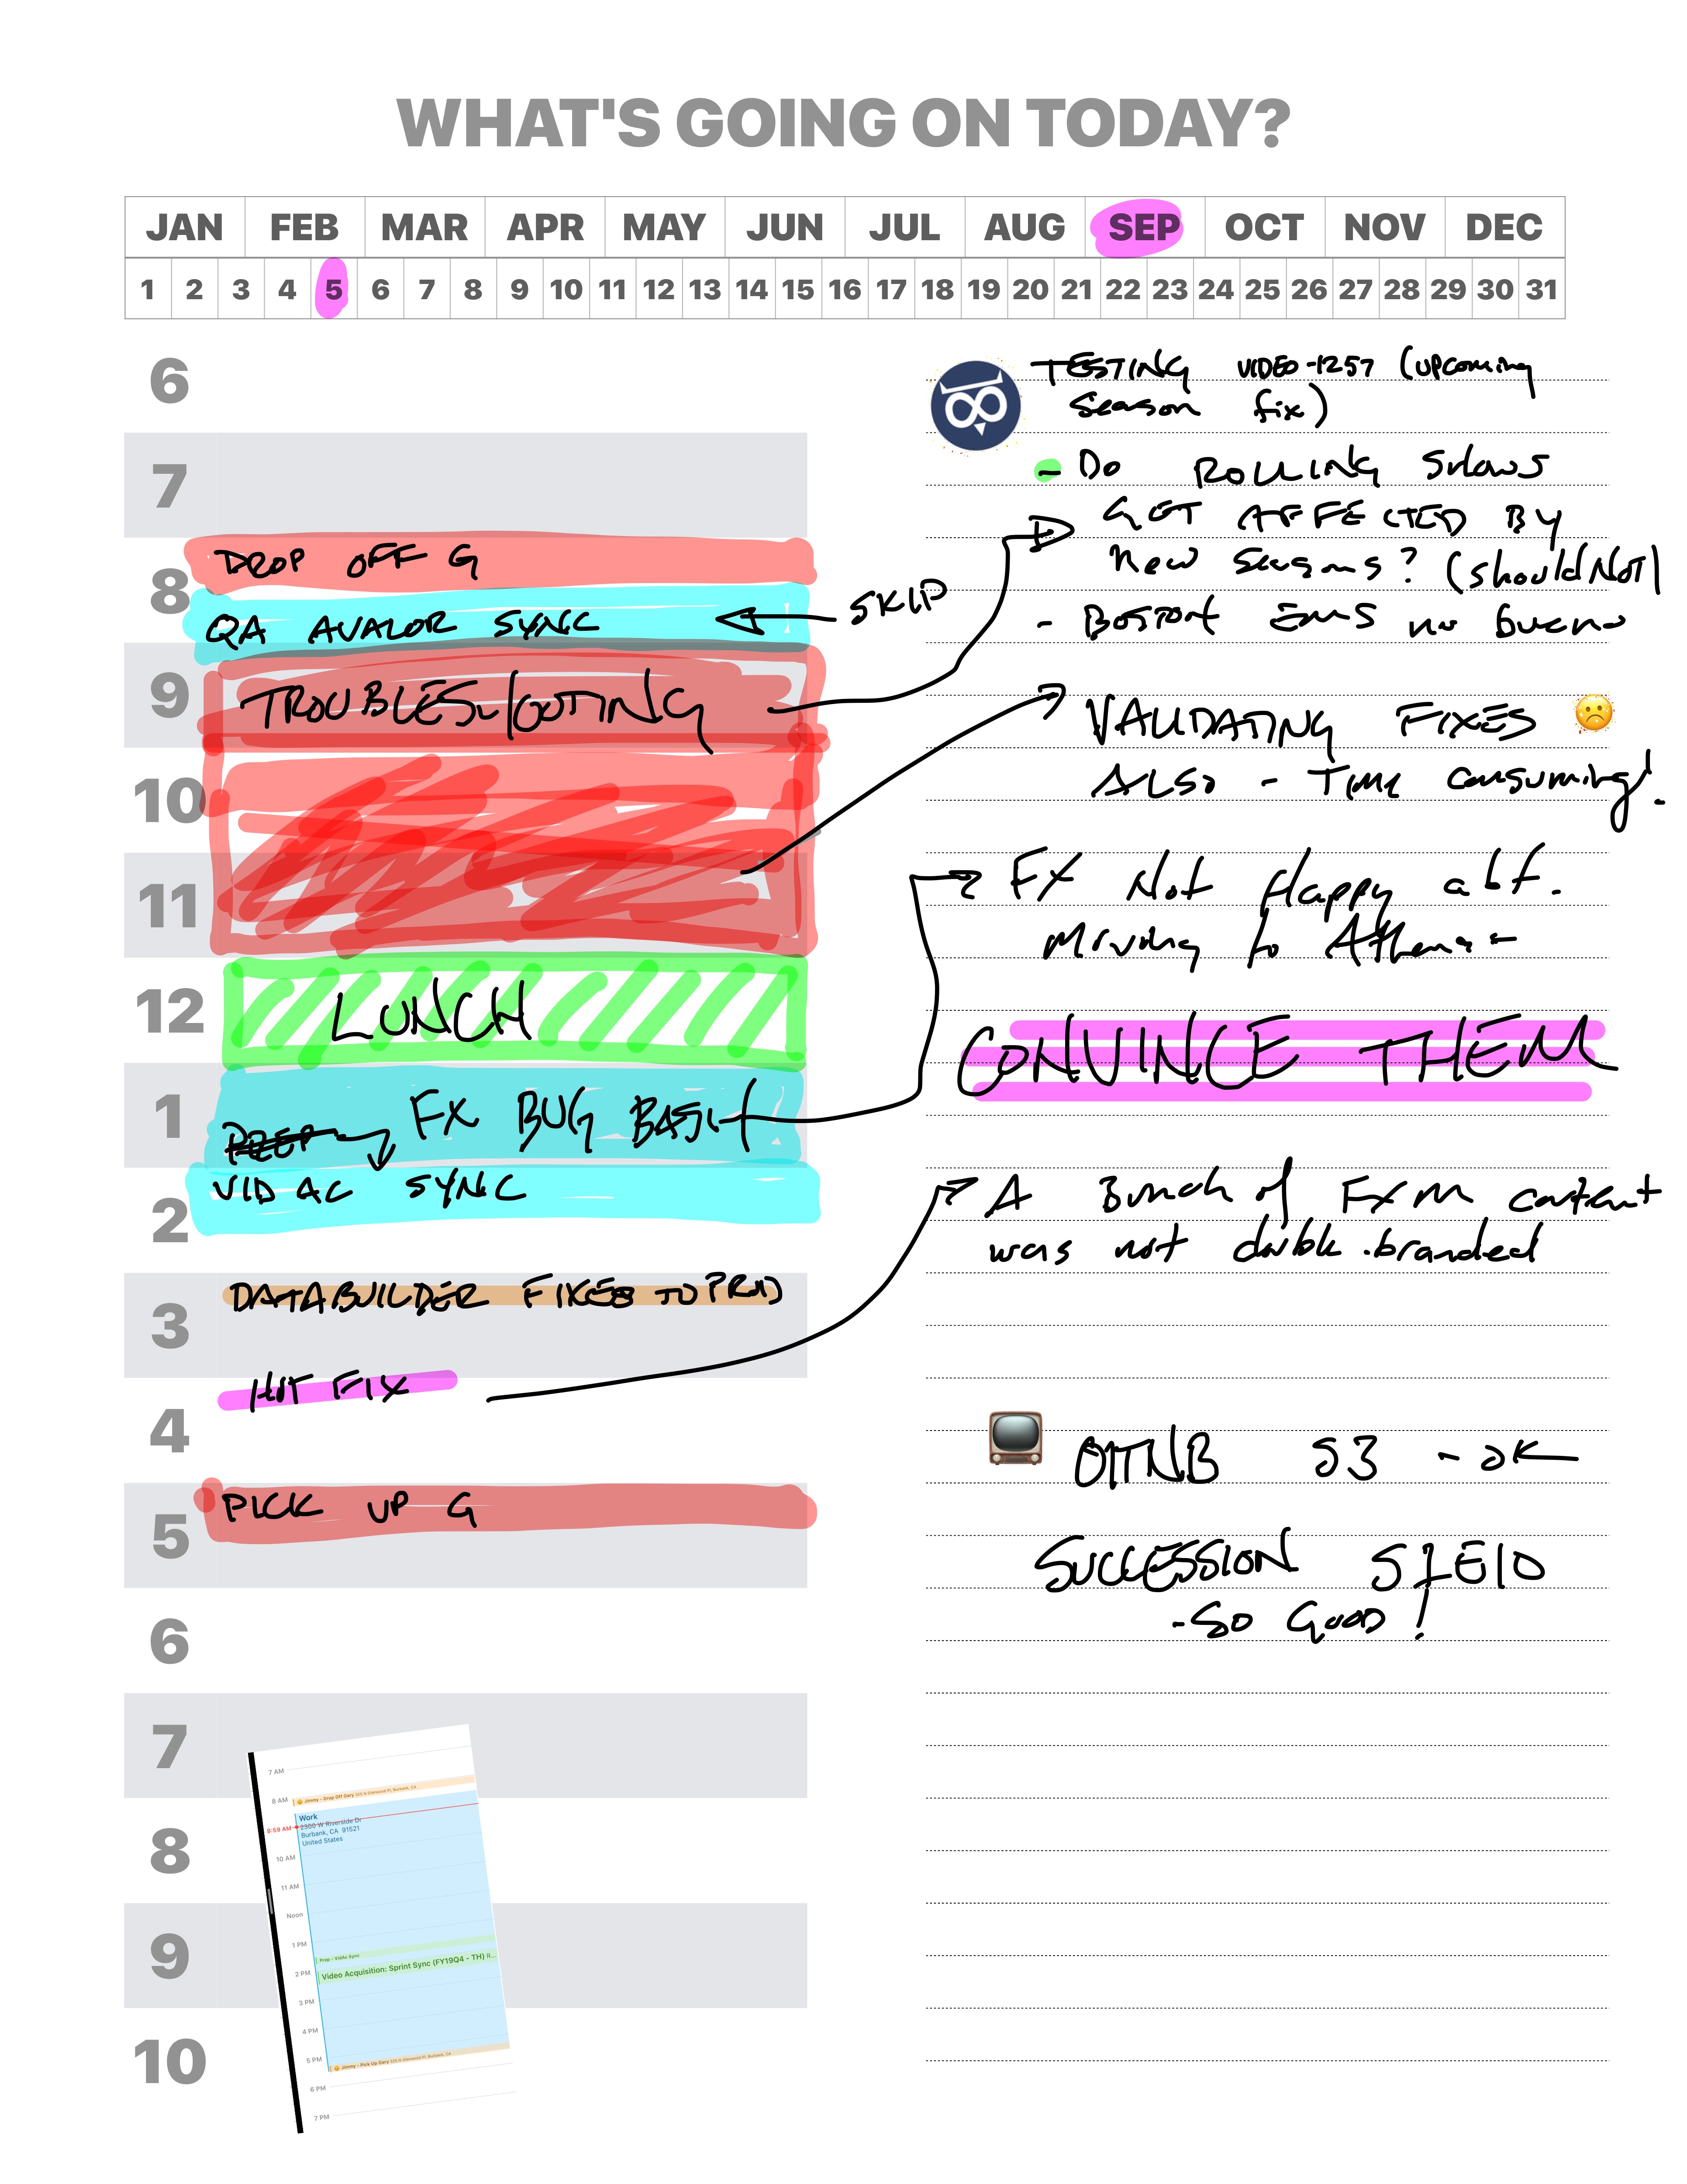 WHAT'S GOING ON TODAY?
JAN FEB MAR APR MAY JUN JUL AUG SEP OCT NOV DEC
1 2 3 4 5 6 7 8 9 10 11 12 13 14 15 16 17 18 19 20 21 22 23 24 25 26 27 28 29 30 31
6
7
DROP OFF G
8
QA AVALOR SYNC
SKIP
9
TROUBLESHOOTING
10
11
12
LUNCH
1
PREP
FX BUG BASH
VID AC SYNC
2
DATABUILDER FIXES TO PROD
3
HOT FIX
4
PICK UP G
5
6
7
8
9
10
7 AM
8 AM
Jimmy - Drop Off Gary
Burbank, CA
Work
2300 W Riverside Dr
8:59 AM
Burbank, CA 91521
United States
10 AM
11 AM
Noon
1 PM
Prep - VidAc Sync
2 PM
Video Acquisition: Sprint Sync (FY19Q4 - TH) R...
3 PM
4 PM
5 PM
Jimmy - Pick Up Gary
Burbank, CA
6 PM
7 PM
TESTING VIDEO-1257 (upcoming
season fix)
- DO ROLLING SHOWS
GET AFFECTED BY
New Seasons? (should NOT)
- BOSTON EMS no bueno
VALIDATING FIXES
ALSO - Time consuming!
FX Not Happy abt.
moving to Athena -
CONVINCE THEM
A Bunch of FXM content
was not double-branded
OITNB S3 - OK
SUCCESSION S1E10
- SO GOOD!